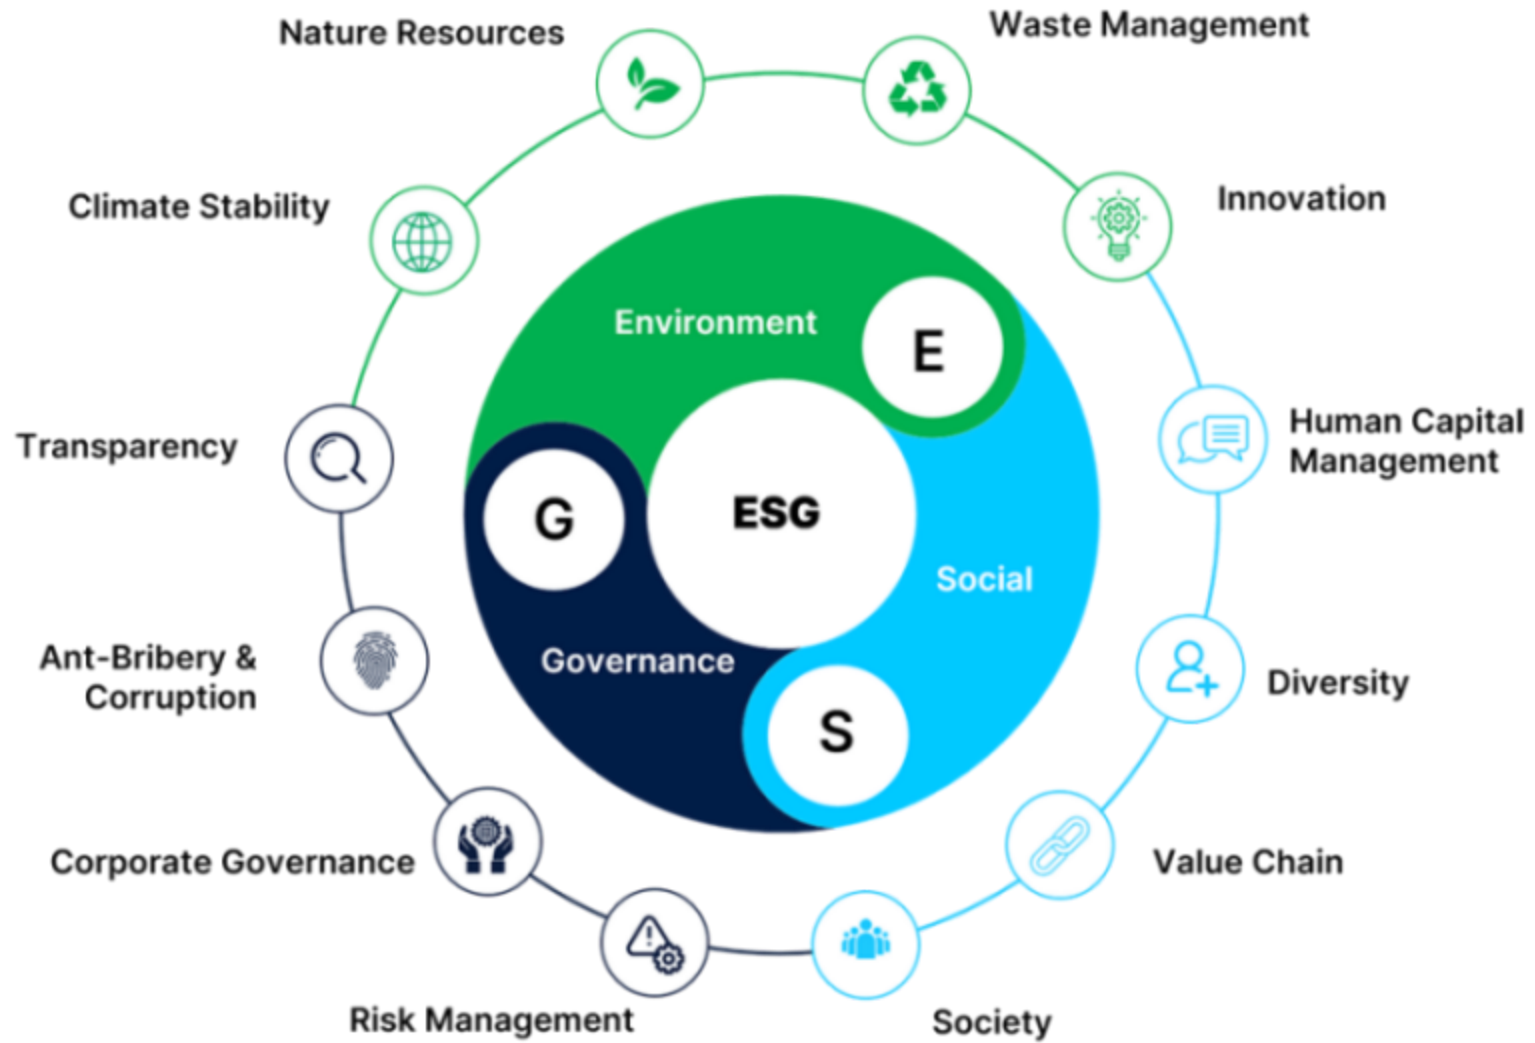 Nature Resources
Waste Management
Climate Stability
Innovation
Environment
E
Transparency
Human Capital
Management
G
ESG
Social
Ant-Bribery &
Corruption
Governance
Diversity
S
Corporate Governance
Value Chain
Risk Management
Society